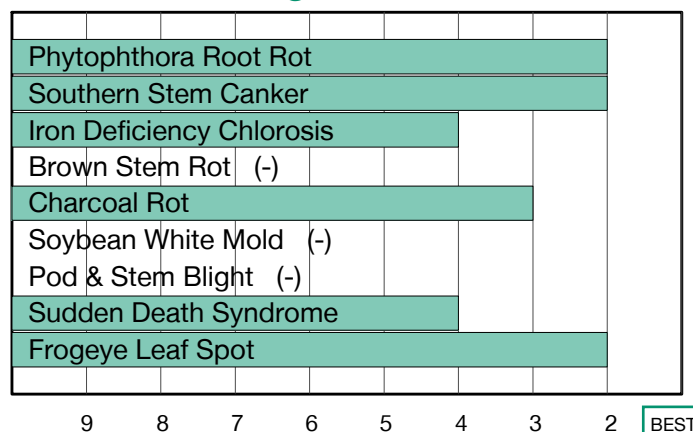 Phytophthora Root Rot
Southern Stem Canker
Iron Deficiency Chlorosis
Brown Stem Rot (-)
Charcoal Rot
Soybean White Mold (-)
Pod & Stem Blight (-)
Sudden Death Syndrome
Frogeye Leaf Spot
9 8 7 6 5 4 3 2 BEST